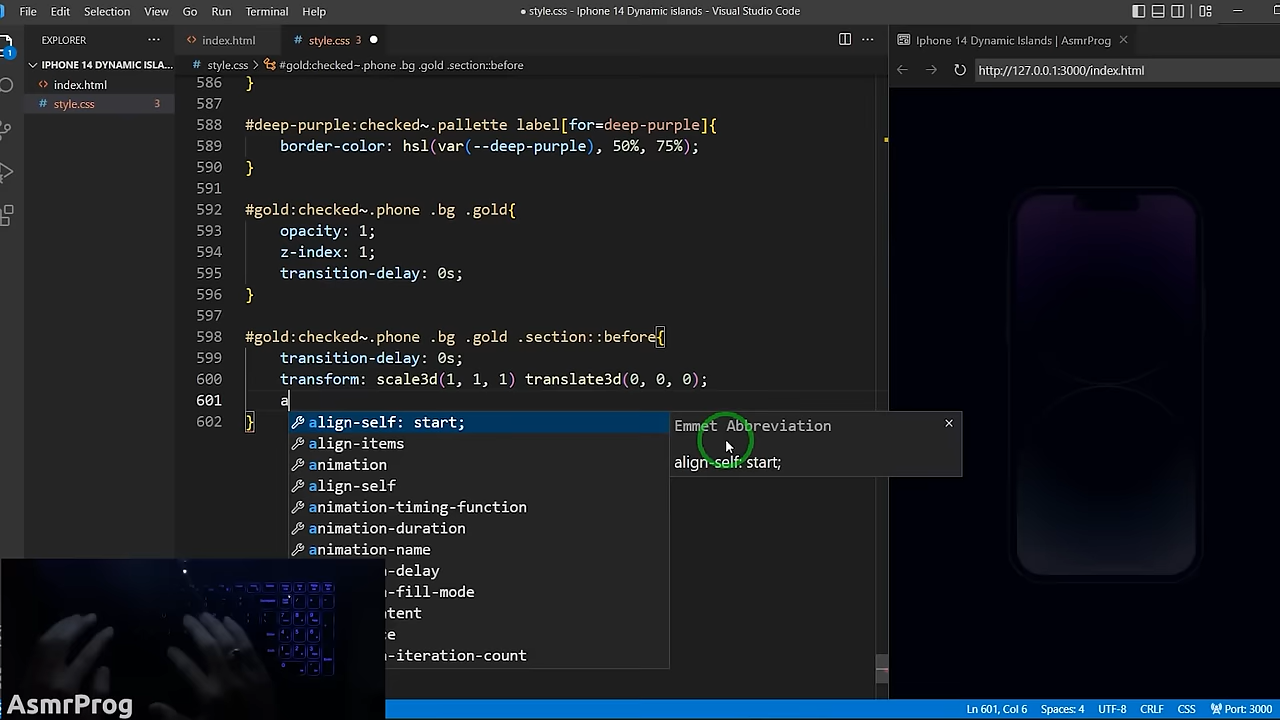 File Edit Selection View Go Run Terminal Help
● style.css - Iphone 14 Dynamic islands - Visual Studio Code
EXPLORER ···
IPHONE 14 DYNAMIC ISLA...
<> index.html
# style.css 3
1
<> index.html # style.css 3 ●
# style.css > #gold:checked~.phone .bg .gold .section::before
586 }
587
588 #deep-purple:checked~.pallette label[for=deep-purple]{
589 border-color: hsl(var(--deep-purple), 50%, 75%);
590 }
591
592 #gold:checked~.phone .bg .gold{
593 opacity: 1;
594 z-index: 1;
595 transition-delay: 0s;
596 }
597
598 #gold:checked~.phone .bg .gold .section::before{
599 transition-delay: 0s;
600 transform: scale3d(1, 1, 1) translate3d(0, 0, 0);
601 a
602 }
align-self: start;
align-items
animation
align-self
animation-timing-function
animation-duration
animation-name
n-delay
n-fill-mode
tent
e
n-iteration-count
Emmet Abbreviation
align-self: start;
Iphone 14 Dynamic Islands | AsmrProg
http://127.0.0.1:3000/index.html
AsmrProg
Ln 601, Col 6 Spaces: 4 UTF-8 CRLF CSS Port: 3000